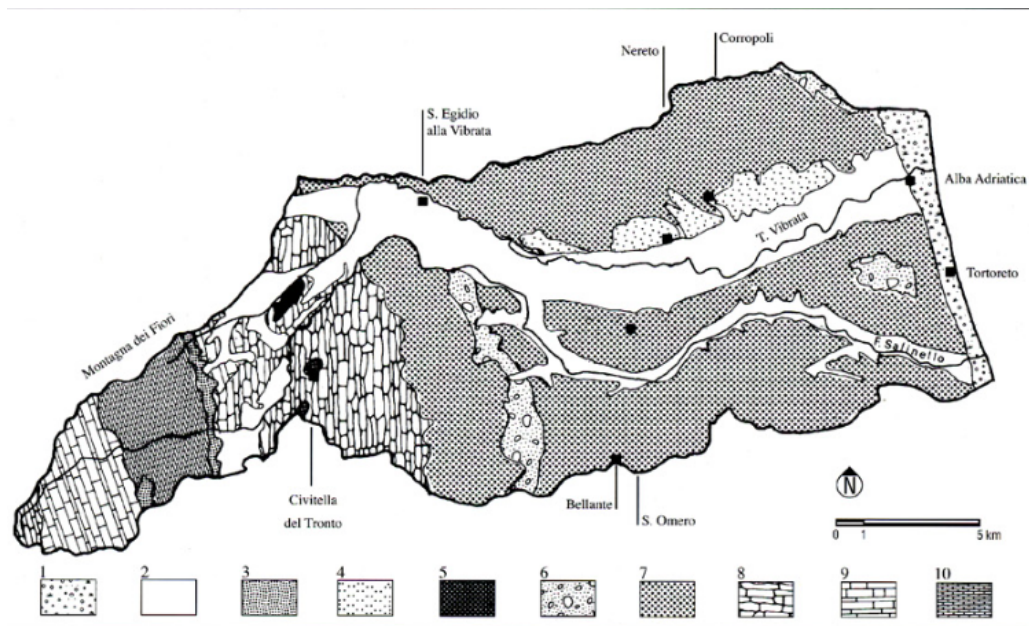 Corropoli
Nereto
S. Egidio
alla Vibrata
Alba Adriatica
T. Vibrata
Tortoreto
Montagna dei Fiori
F. Salinello
Civitella
del Tronto
Bellante
S. Omero
N
0 1 5 km
1 2 3 4 5 6 7 8 9 10